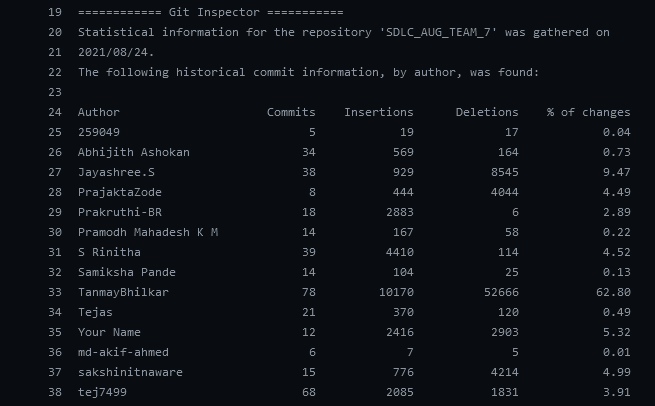 19 ============ Git Inspector ===========
20 Statistical information for the repository 'SDLC_AUG_TEAM_7' was gathered on
21 2021/08/24.
22 The following historical commit information, by author, was found:
23
24 Author Commits Insertions Deletions % of changes
25 259049 5 19 17 0.04
26 Abhijith Ashokan 34 569 164 0.73
27 Jayashree.S 38 929 8545 9.47
28 PrajaktaZode 8 444 4044 4.49
29 Prakruthi-BR 18 2883 6 2.89
30 Pramodh Mahadesh K M 14 167 58 0.22
31 S Rinitha 39 4410 114 4.52
32 Samiksha Pande 14 104 25 0.13
33 TanmayBhilkar 78 10170 52666 62.80
34 Tejas 21 370 120 0.49
35 Your Name 12 2416 2903 5.32
36 md-akif-ahmed 6 7 5 0.01
37 sakshinitnaware 15 776 4214 4.99
38 tej7499 68 2085 1831 3.91